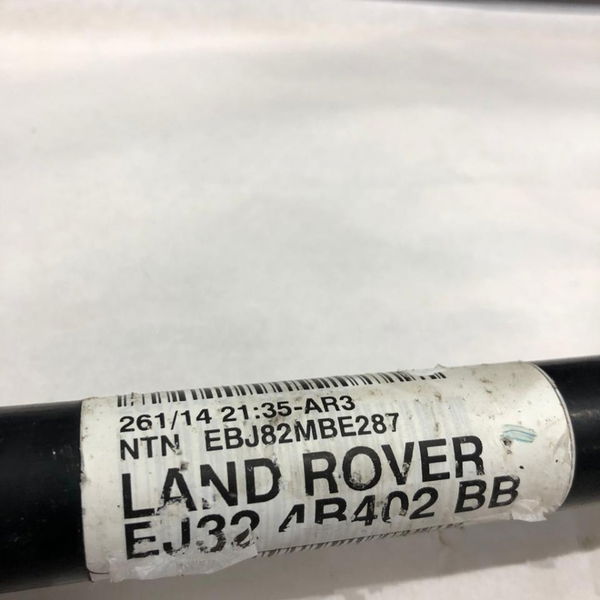 261/14 21:35-AR3
NTN EBJ82MBE287
LAND ROVER
EJ32 4B402 BB